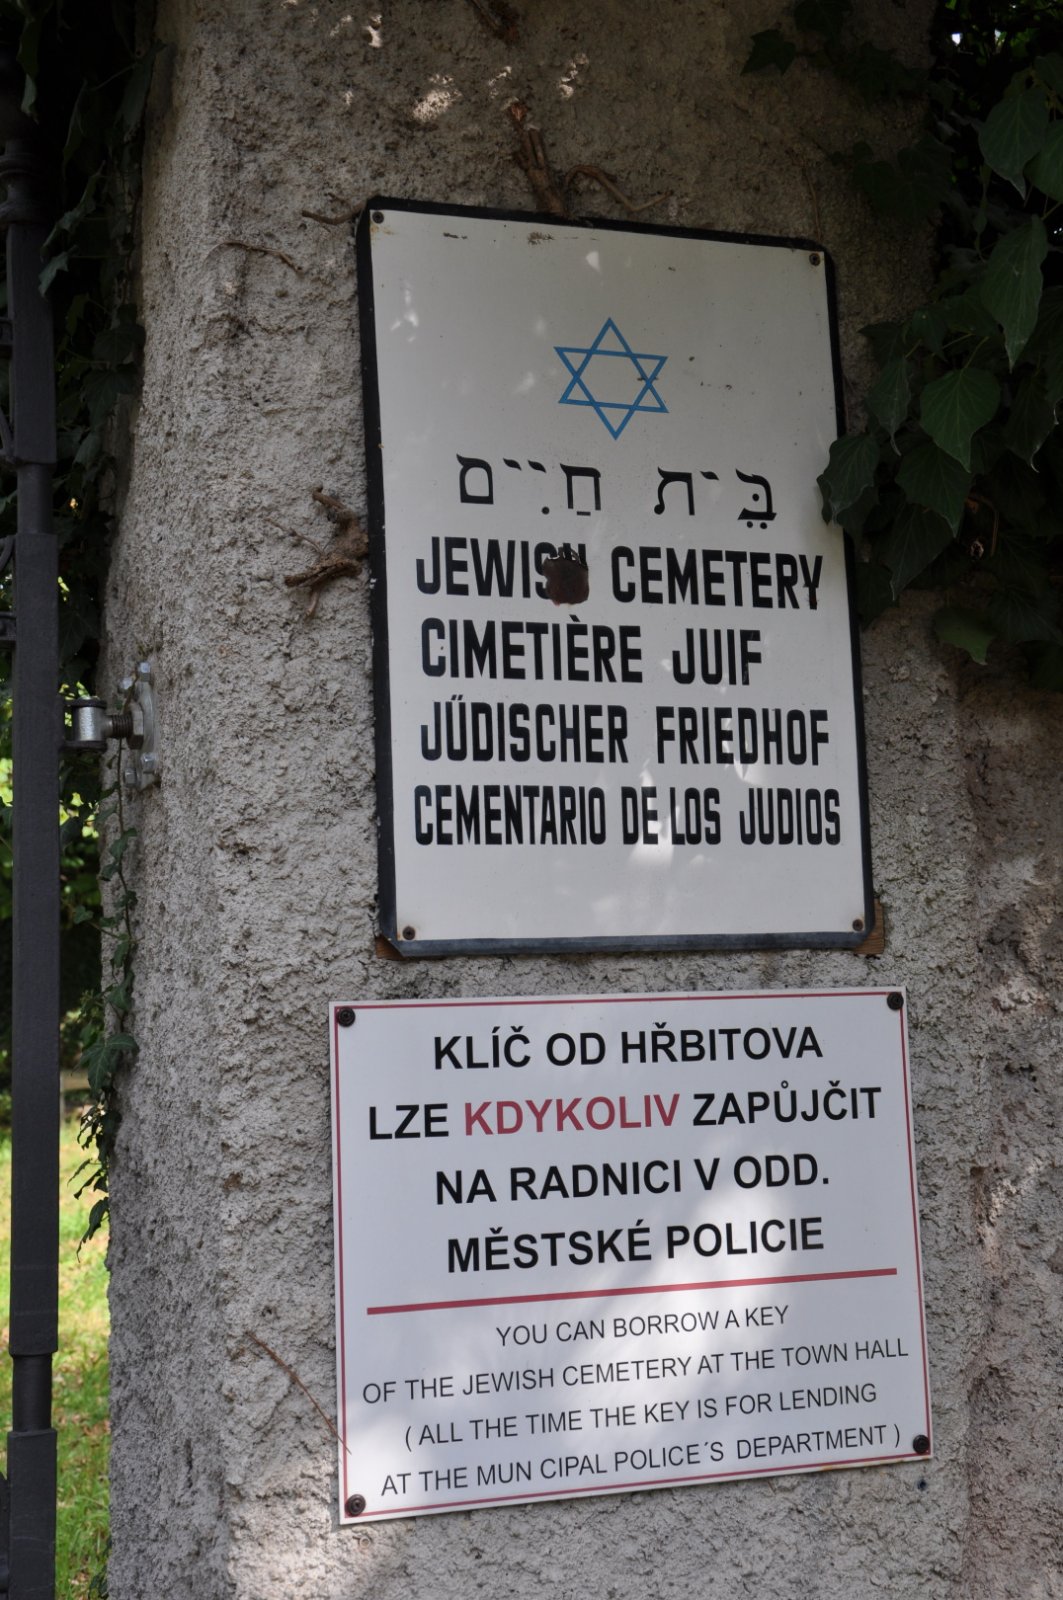 בֵּית חַיִּים
JEWISH CEMETERY
CIMETIÈRE JUIF
JŰDISCHER FRIEDHOF
CEMENTARIO DE LOS JUDIOS
KLÍČ OD HŘBITOVA
LZE KDYKOLIV ZAPŮJČIT
NA RADNICI V ODD.
MĚSTSKÉ POLICIE
YOU CAN BORROW A KEY
OF THE JEWISH CEMETERY AT THE TOWN HALL
( ALL THE TIME THE KEY IS FOR LENDING
AT THE MUN CIPAL POLICE´S DEPARTMENT )